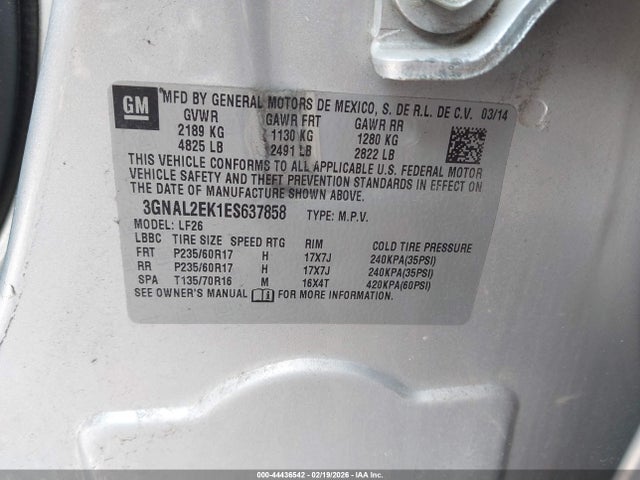 GM
MFD BY GENERAL MOTORS DE MEXICO, S. DE R.L. DE C.V. 03/14
GVWR GAWR FRT GAWR RR
2189 KG 1130 KG 1280 KG
4825 LB 2491 LB 2822 LB
THIS VEHICLE CONFORMS TO ALL APPLICABLE U.S. FEDERAL MOTOR
VEHICLE SAFETY AND THEFT PREVENTION STANDARDS IN EFFECT ON
THE DATE OF MANUFACTURE SHOWN ABOVE.
3GNAL2EK1ES637858 TYPE: M.P.V.
MODEL: LF26
LBBC TIRE SIZE SPEED RTG RIM COLD TIRE PRESSURE
FRT P235/60R17 H 17X7J 240KPA(35PSI)
RR P235/60R17 H 17X7J 240KPA(35PSI)
SPA T135/70R16 M 16X4T 420KPA(60PSI)
SEE OWNER'S MANUAL FOR MORE INFORMATION.
000-44436542 - 02/19/2026 - IAAI.COM